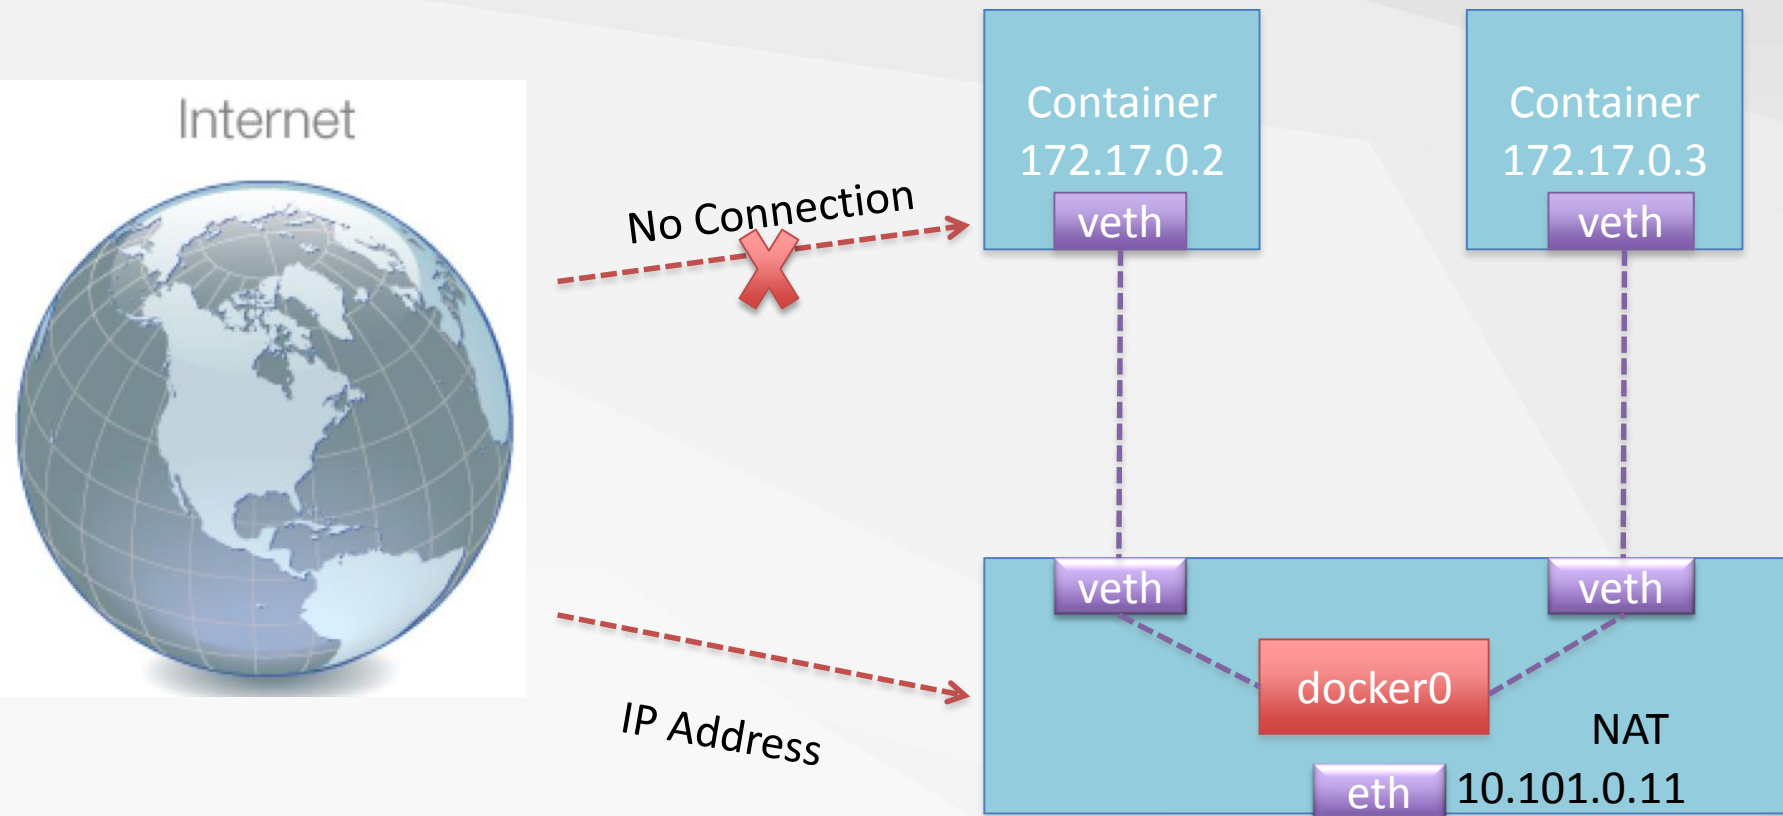 Internet
No Connection
IP Address
Container
172.17.0.2
veth
Container
172.17.0.3
veth
veth
veth
docker0
NAT
eth
10.101.0.11